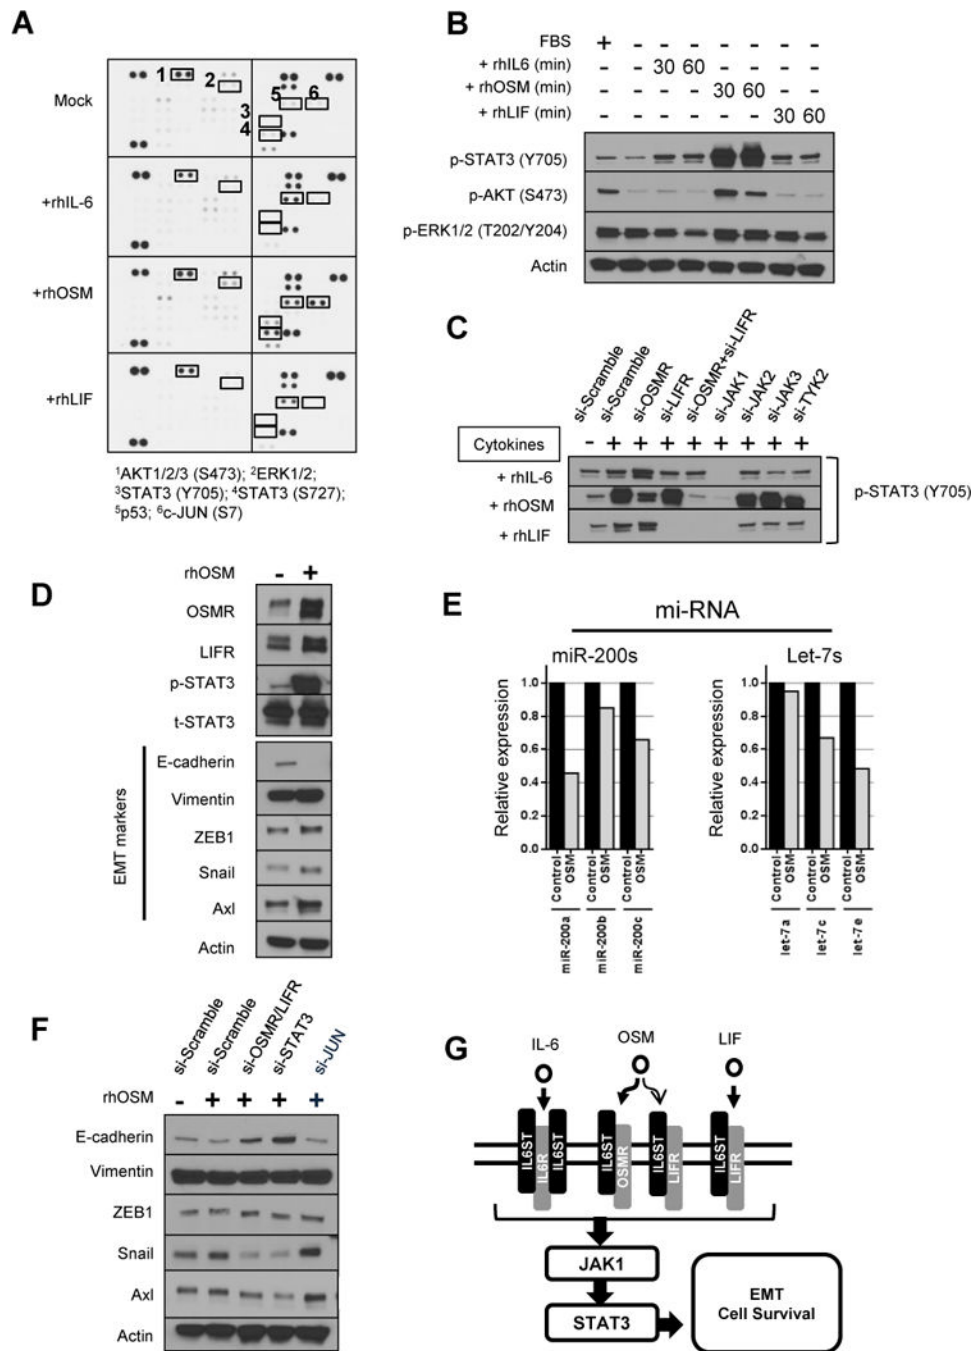 A
Mock
+rhIL-6
+rhOSM
+rhLIF
1
2
3
4
5
6
¹AKT1/2/3 (S473); ²ERK1/2;
³STAT3 (Y705); ⁴STAT3 (S727);
⁵p53; ⁶c-JUN (S7)
B
FBS + - - - - - - -
+ rhIL6 (min) - - 30 60 - - - -
+ rhOSM (min) - - - - 30 60 - -
+ rhLIF (min) - - - - - - 30 60
p-STAT3 (Y705)
p-AKT (S473)
p-ERK1/2 (T202/Y204)
Actin
C
si-Scramble
si-Scramble
si-OSMR
si-LIFR
si-OSMR+si-LIFR
si-JAK1
si-JAK2
si-JAK3
si-TYK2
Cytokines - + + + + + + + +
+ rhIL-6
+ rhOSM
+ rhLIF
p-STAT3 (Y705)
D
rhOSM - +
OSMR
LIFR
p-STAT3
t-STAT3
EMT markers
E-cadherin
Vimentin
ZEB1
Snail
Axl
Actin
E
mi-RNA
miR-200s
Relative expression
1.0
0.8
0.6
0.4
0.2
0.0
Control
OSM
Control
OSM
Control
OSM
miR-200a
miR-200b
miR-200c
Let-7s
Relative expression
1.0
0.8
0.6
0.4
0.2
0.0
Control
OSM
Control
OSM
Control
OSM
let-7a
let-7c
let-7e
F
si-Scramble
si-Scramble
si-OSMR/LIFR
si-STAT3
si-JUN
rhOSM - + + + +
E-cadherin
Vimentin
ZEB1
Snail
Axl
Actin
G
IL-6
OSM
LIF
IL6ST
IL6R
IL6ST
IL6ST
OSMR
IL6ST
LIFR
IL6ST
LIFR
JAK1
STAT3
EMT
Cell Survival